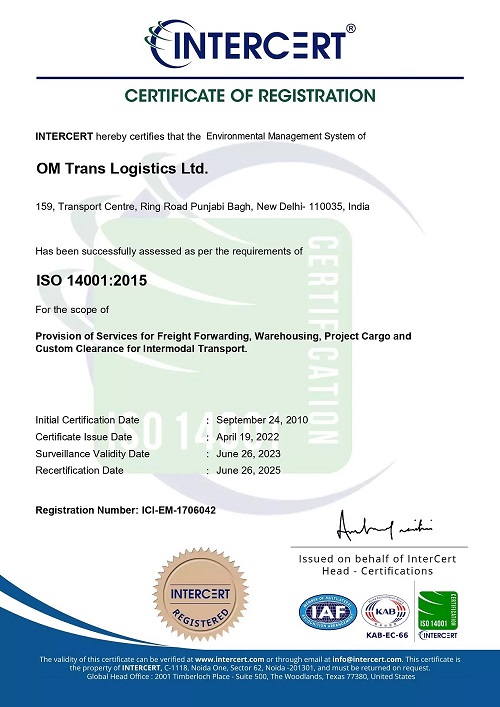 INTERCERT®
CERTIFICATE OF REGISTRATION
INTERCERT hereby certifies that the Environmental Management System of
OM Trans Logistics Ltd.
159, Transport Centre, Ring Road Punjabi Bagh, New Delhi- 110035, India
Has been successfully assessed as per the requirements of
ISO 14001:2015
For the scope of
Provision of Services for Freight Forwarding, Warehousing, Project Cargo and
Custom Clearance for Intermodal Transport.
CERTIFICATION
ISO 14001
Initial Certification Date : September 24, 2010
Certificate Issue Date : April 19, 2022
Surveillance Validity Date : June 26, 2023
Recertification Date : June 26, 2025
Registration Number: ICI-EM-1706042
Issued on behalf of InterCert
Head - Certifications
INTERCERT
REGISTERED
MEMBER OF MULTILATERAL
IAF
RECOGNITION ARRANGEMENT
KAB
KAB-EC-66
CERTIFICATION
ISO 14001
INTERCERT
The validity of this certificate can be verified at www.intercert.com or through email at info@intercert.com. This certificate is
the property of INTERCERT, C-1118, Noida One, Sector 62, Noida -201301, and must be returned on request.
Global Head Office : 2001 Timberloch Place - Suite 500, The Woodlands, Texas 77380, United States